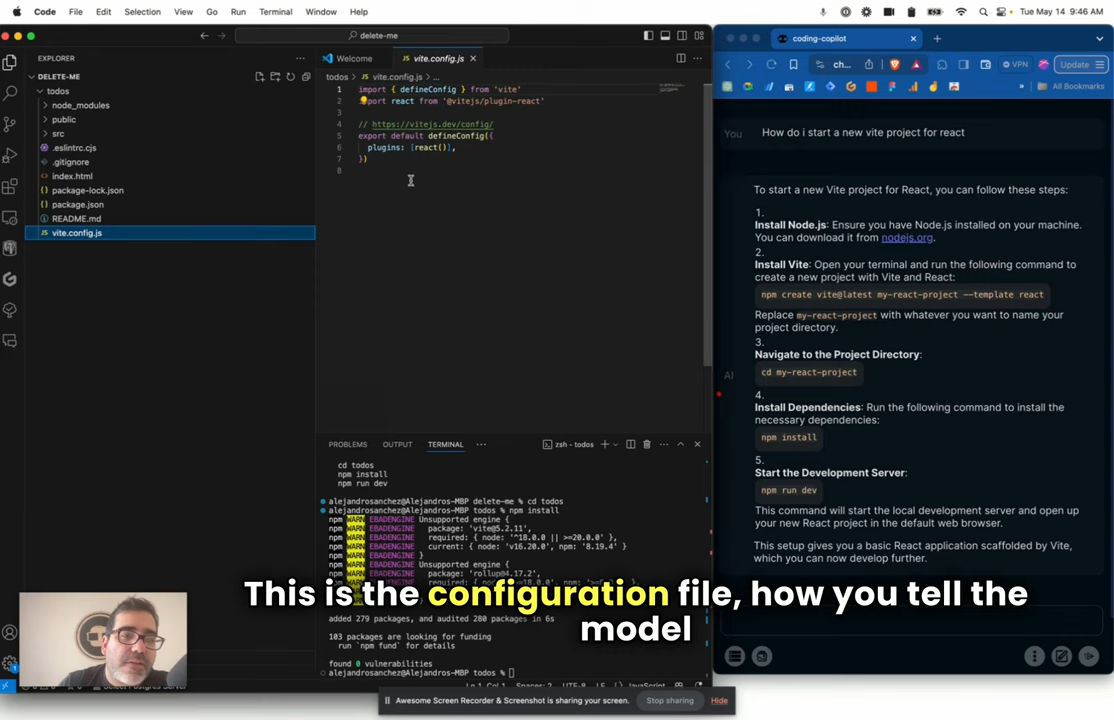 Code File Edit Selection View Go Run Terminal Window Help
Tue May 14 9:46 AM
delete-me
EXPLORER
DELETE-ME
todos
node_modules
public
src
.eslintrc.cjs
.gitignore
index.html
package-lock.json
package.json
README.md
JS vite.config.js
Welcome
JS vite.config.js
todos > JS vite.config.js > ...
1 import { defineConfig } from 'vite'
2 port react from '@vitejs/plugin-react'
3
4 // https://vitejs.dev/config/
5 export default defineConfig({
6 plugins: [react()],
7 })
8
PROBLEMS OUTPUT TERMINAL
zsh - todos
cd todos
npm install
npm run dev
alejandrosanchez@Alejandros-MBP delete-me % cd todos
alejandrosanchez@Alejandros-MBP todos % npm install
npm WARN EBADENGINE Unsupported engine {
npm WARN EBADENGINE package: 'vite@5.2.11',
npm WARN EBADENGINE required: { node: '^18.0.0 || >=20.0.0' },
npm WARN EBADENGINE current: { node: 'v16.20.0', npm: '8.19.4' }
npm WARN EBADENGINE }
npm WARN EBADENGINE Unsupported engine {
npm WARN EBADENGINE package: 'rollup@4.17.2',
added 279 packages, and audited 280 packages in 6s
103 packages are looking for funding
run `npm fund` for details
found 0 vulnerabilities
alejandrosanchez@Alejandros-MBP todos %
coding-copilot
ch...
VPN
Update
All Bookmarks
You
How do i start a new vite project for react
To start a new Vite project for React, you can follow these steps:
1.
Install Node.js: Ensure you have Node.js installed on your machine.
You can download it from nodejs.org.
2.
Install Vite: Open your terminal and run the following command to
create a new project with Vite and React:
npm create vite@latest my-react-project --template react
Replace my-react-project with whatever you want to name your
project directory.
3.
Navigate to the Project Directory:
AI
cd my-react-project
4.
Install Dependencies: Run the following command to install the
necessary dependencies:
npm install
5.
Start the Development Server:
npm run dev
This command will start the local development server and open up
your new React project in the default web browser.
This setup gives you a basic React application scaffolded by Vite,
which you can now develop further.
This is the configuration file, how you tell the
model
Awesome Screen Recorder & Screenshot is sharing your screen.
Stop sharing
Hide